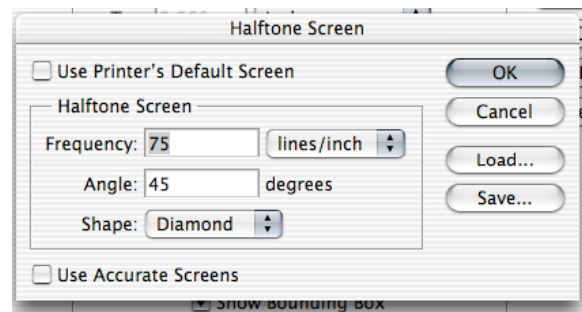 Halftone Screen
Use Printer's Default Screen
OK
Halftone Screen
Cancel
Frequency: 75 lines/inch
Load...
Angle: 45 degrees
Save...
Shape: Diamond
Use Accurate Screens
Show Bounding Box